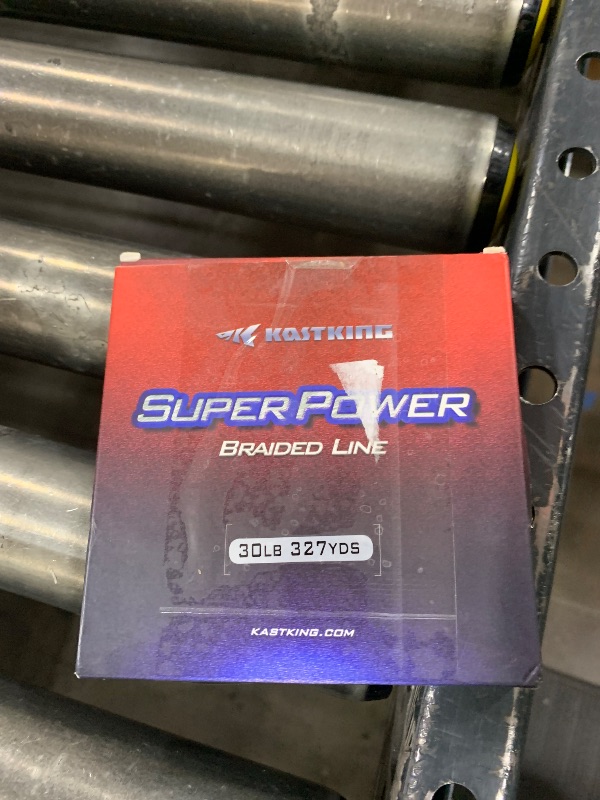 KASTKING
SUPER POWER
BRAIDED LINE
30LB 327YDS
KASTKING.COM